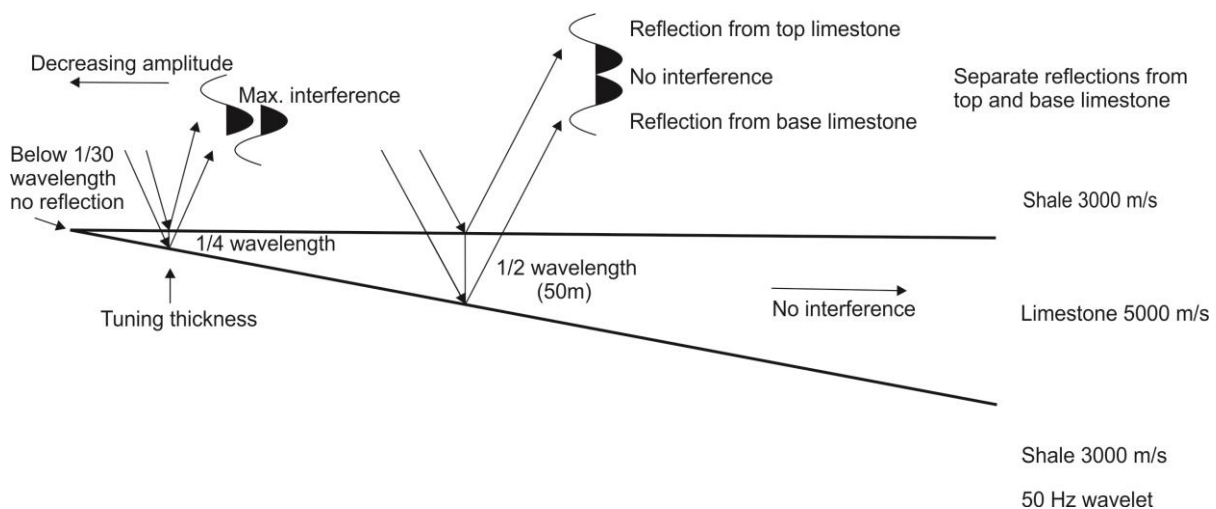 Reflection from top limestone
Decreasing amplitude
No interference
Separate reflections from
top and base limestone
Max. interference
Reflection from base limestone
Below 1/30
wavelength
no reflection
Shale 3000 m/s
1/4 wavelength
1/2 wavelength
(50m)
Tuning thickness
No interference
Limestone 5000 m/s
Shale 3000 m/s
50 Hz wavelet